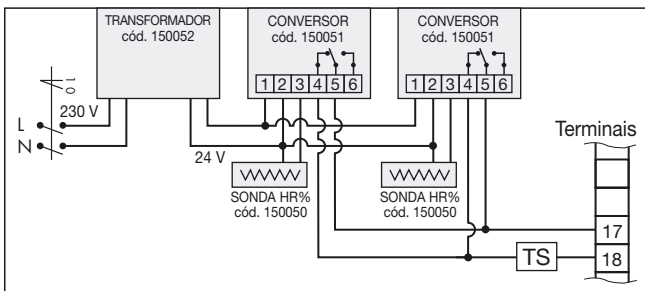 TRANSFORMADOR
cód. 150052
CONVERSOR
cód. 150051
CONVERSOR
cód. 150051
1 2 3 4 5 6
1 2 3 4 5 6
1
0
230 V
L
N
24 V
Terminais
SONDA HR%
cód. 150050
SONDA HR%
cód. 150050
17
TS
18